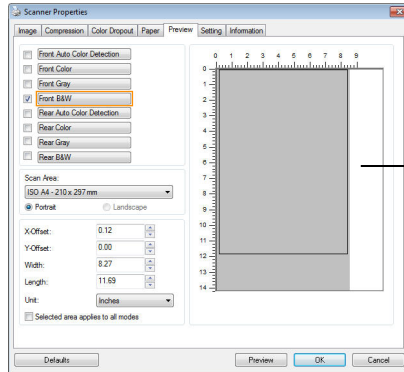 Scanner Properties
Image Compression Color Dropout Paper Preview Setting Information
Front Auto Color Detection
Front Color
Front Gray
Front B&W
Rear Auto Color Detection
Rear Color
Rear Gray
Rear B&W
Scan Area:
ISO A4 - 210 x 297 mm
Portrait Landscape
X-Offset: 0.12
Y-Offset: 0.00
Width: 8.27
Length: 11.69
Unit: Inches
Selected area applies to all modes
0 1 2 3 4 5 6 7 8 9
0
1
2
3
4
5
6
7
8
9
10
11
12
13
14
Defaults Preview OK Cancel